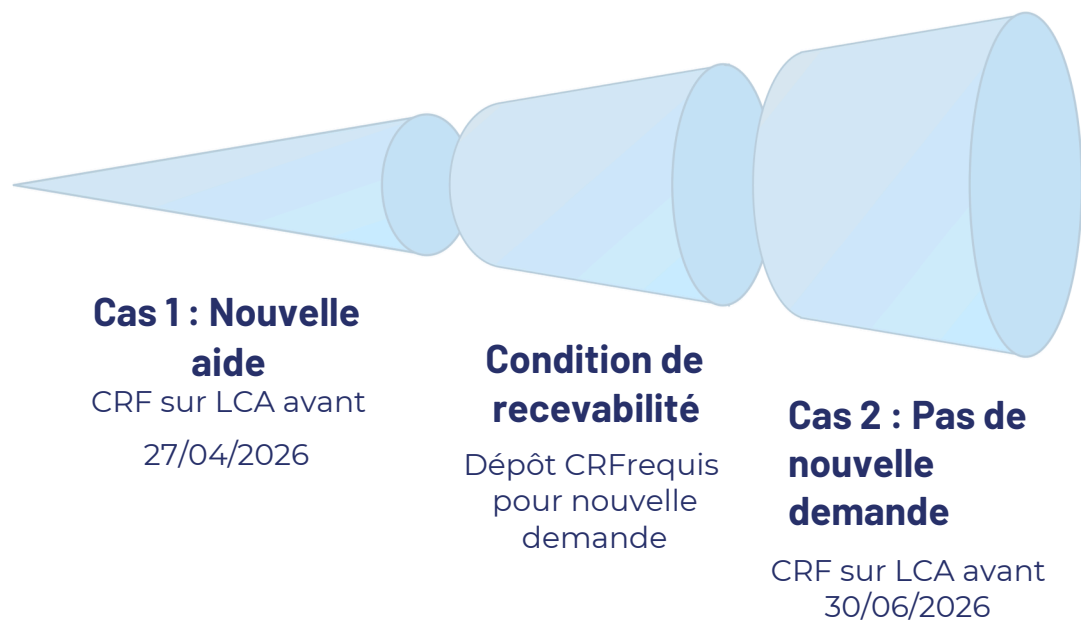 Cas 1 : Nouvelle
aide
CRF sur LCA avant
27/04/2026
Condition de
recevabilité
Dépôt CRFrequis
pour nouvelle
demande
Cas 2 : Pas de
nouvelle
demande
CRF sur LCA avant
30/06/2026